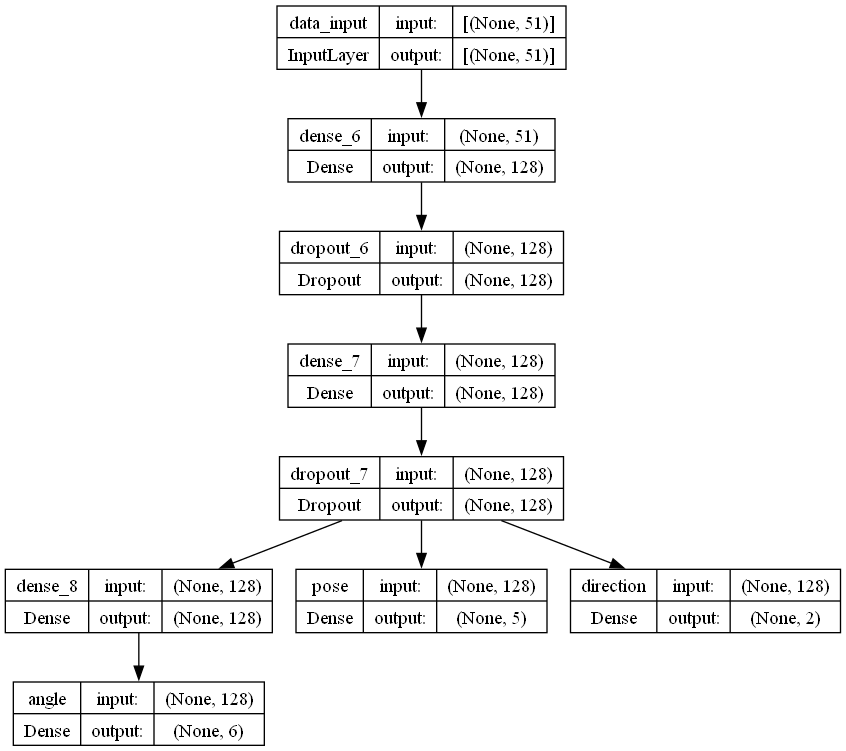 data_input input: [(None, 51)]
InputLayer output: [(None, 51)]
dense_6 input: (None, 51)
Dense output: (None, 128)
dropout_6 input: (None, 128)
Dropout output: (None, 128)
dense_7 input: (None, 128)
Dense output: (None, 128)
dropout_7 input: (None, 128)
Dropout output: (None, 128)
dense_8 input: (None, 128)
Dense output: (None, 128)
pose input: (None, 128)
Dense output: (None, 5)
direction input: (None, 128)
Dense output: (None, 2)
angle input: (None, 128)
Dense output: (None, 6)